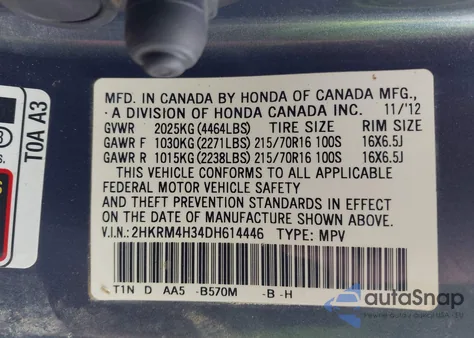 MFD. IN CANADA BY HONDA OF CANADA MFG.,
A DIVISION OF HONDA CANADA INC. 11/'12
GVWR 2025KG (4464LBS) TIRE SIZE RIM SIZE
GAWR F 1030KG (2271LBS) 215/70R16 100S 16X6.5J
GAWR R 1015KG (2238LBS) 215/70R16 100S 16X6.5J
THIS VEHICLE CONFORMS TO ALL APPLICABLE
FEDERAL MOTOR VEHICLE SAFETY
AND THEFT PREVENTION STANDARDS IN EFFECT
ON THE DATE OF MANUFACTURE SHOWN ABOVE.
V.I.N.: 2HKRM4H34DH614446 TYPE: MPV
T1N D AA5 -B570M -B -H
TOA A3
autoSnap